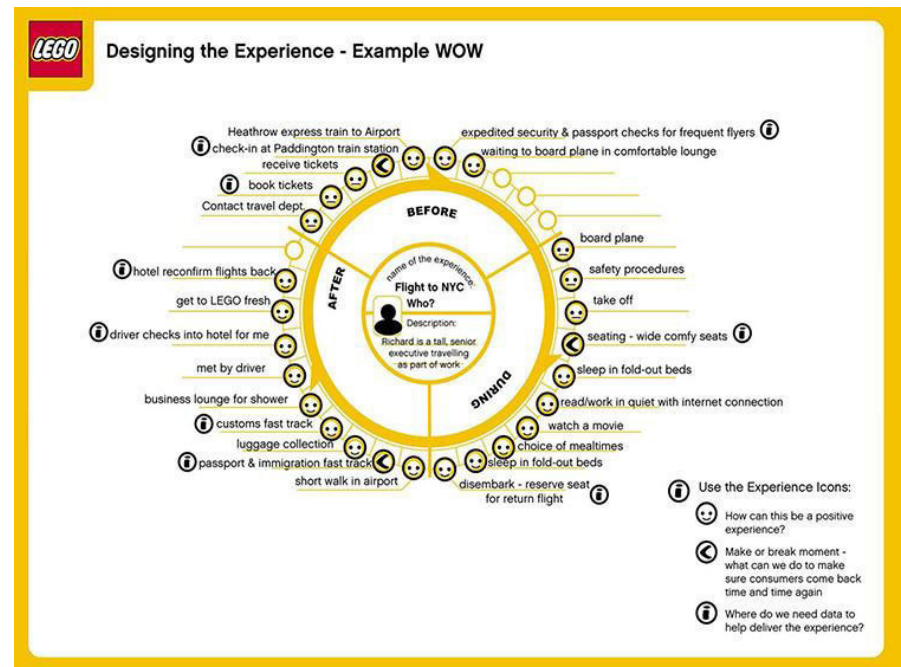 LEGO
Designing the Experience - Example WOW
Heathrow express train to Airport
check-in at Paddington train station
receive tickets
book tickets
Contact travel dept.
expedited security & passport checks for frequent flyers
waiting to board plane in comfortable lounge
BEFORE
board plane
safety procedures
take off
seating - wide comfy seats
sleep in fold-out beds
read/work in quiet with internet connection
watch a movie
choice of mealtimes
sleep in fold-out beds
disembark - reserve seat
for return flight
DURING
hotel reconfirm flights back
get to LEGO fresh
driver checks into hotel for me
met by driver
business lounge for shower
customs fast track
luggage collection
passport & immigration fast track
short walk in airport
AFTER
name of the experience:
Flight to NYC
Who?
Description:
Richard is a tall, senior
executive travelling
as part of work
Use the Experience Icons:
How can this be a positive
experience?
Make or break moment -
what can we do to make
sure consumers come back
time and time again
Where do we need data to
help deliver the experience?